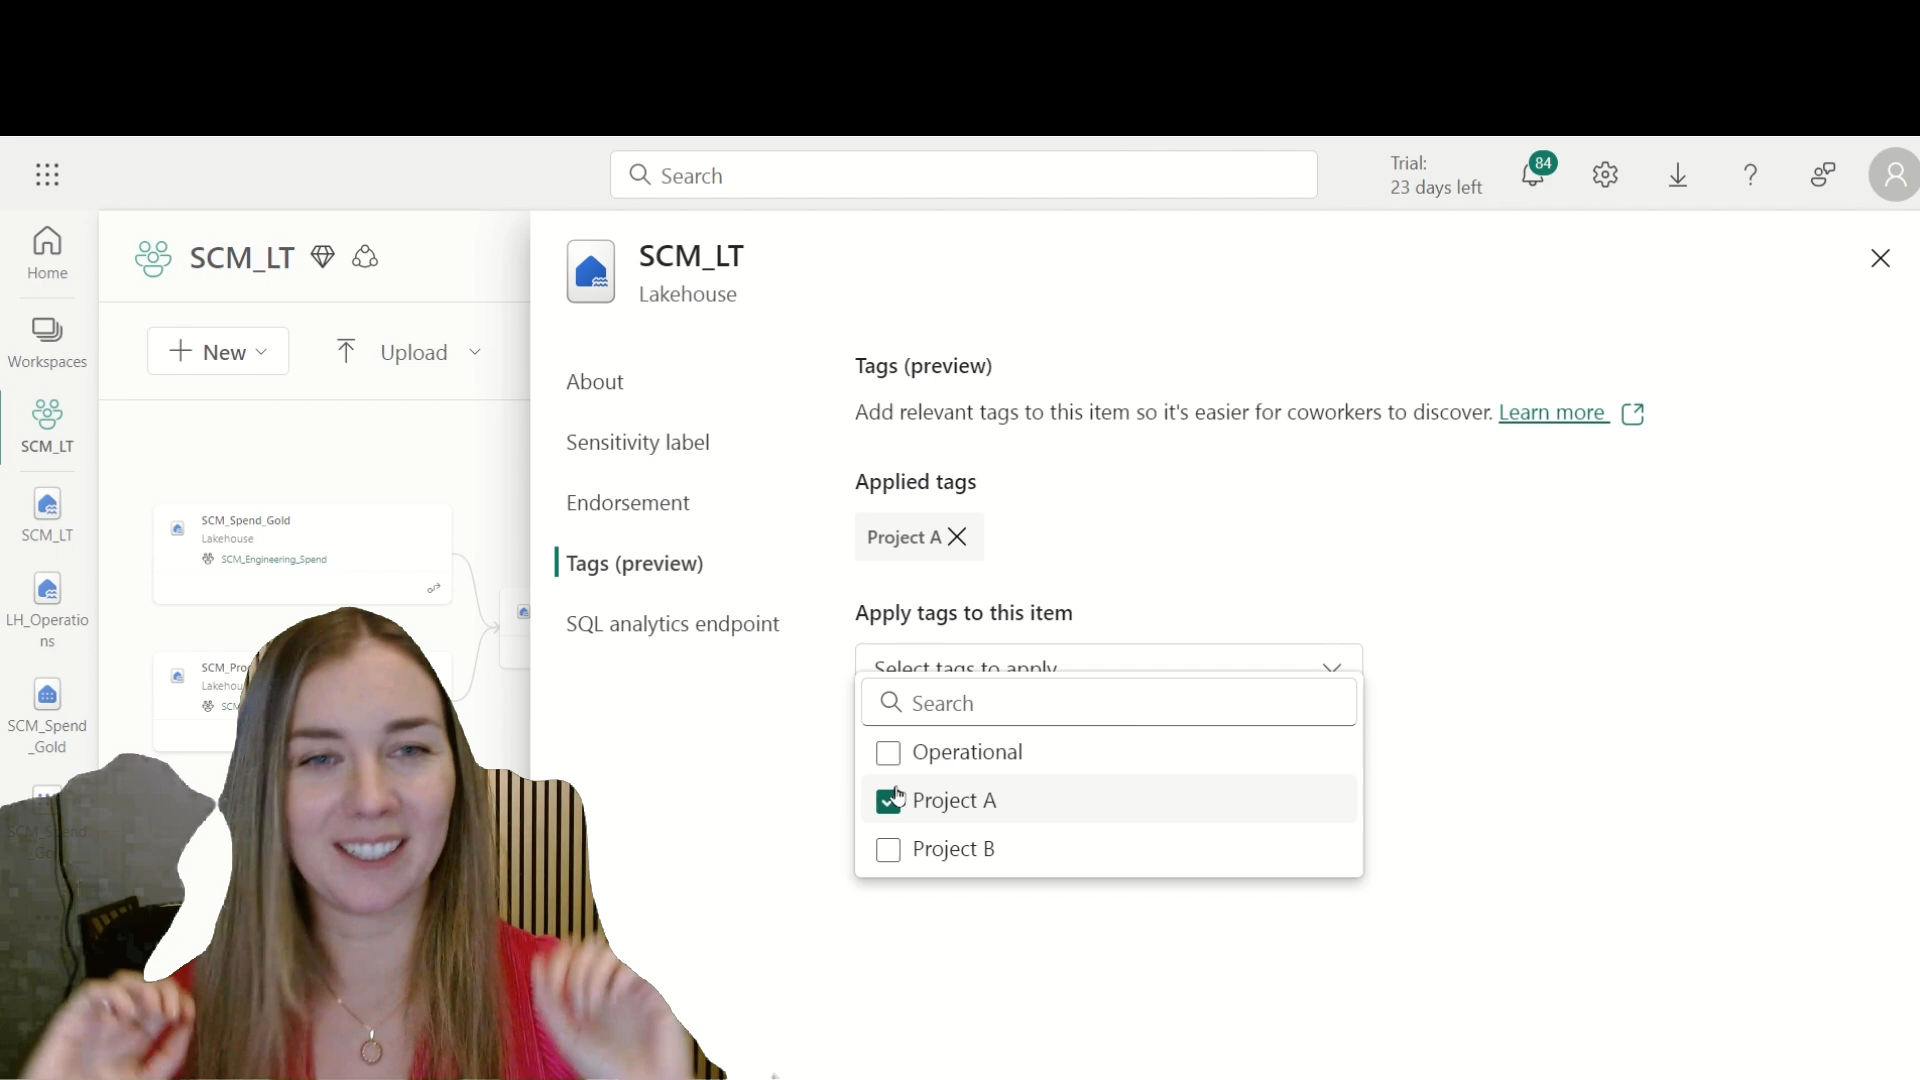 Search
Trial:
23 days left
84
Home
Workspaces
SCM_LT
SCM_LT
LH_Operatio
ns
SCM_Spend
_Gold
SCM_LT
New
Upload
SCM_Spend_Gold
Lakehouse
SCM_Engineering_Spend
SCM_LT
Lakehouse
About
Sensitivity label
Endorsement
Tags (preview)
SQL analytics endpoint
Tags (preview)
Add relevant tags to this item so it's easier for coworkers to discover. Learn more
Applied tags
Project A
Apply tags to this item
Select tags to apply
Search
Operational
Project A
Project B